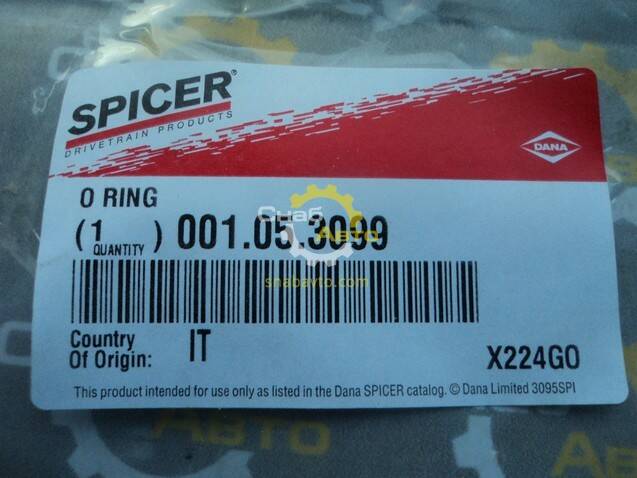 SPICER®
DRIVETRAIN PRODUCTS
DANA
O RING
(1) 001.05.3099
QUANTITY
Снаб
Авто
snabavto.com
Country
Of Origin: IT
X224GO
This product intended for use only as listed in the Dana SPICER catalog. © Dana Limited 3095SPI
Авто